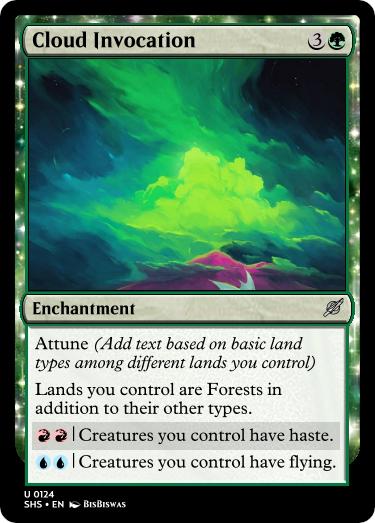 Cloud Invocation 3
Enchantment
Attune (Add text based on basic land
types among different lands you control)
Lands you control are Forests in
addition to their other types.
| Creatures you control have haste.
| Creatures you control have flying.
U 0124
SHS • EN BisBiswas